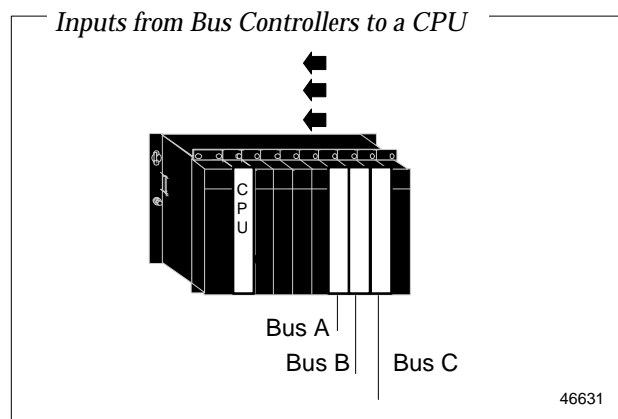 Inputs from Bus Controllers to a CPU
C
P
U
Bus A
Bus B
Bus C
46631